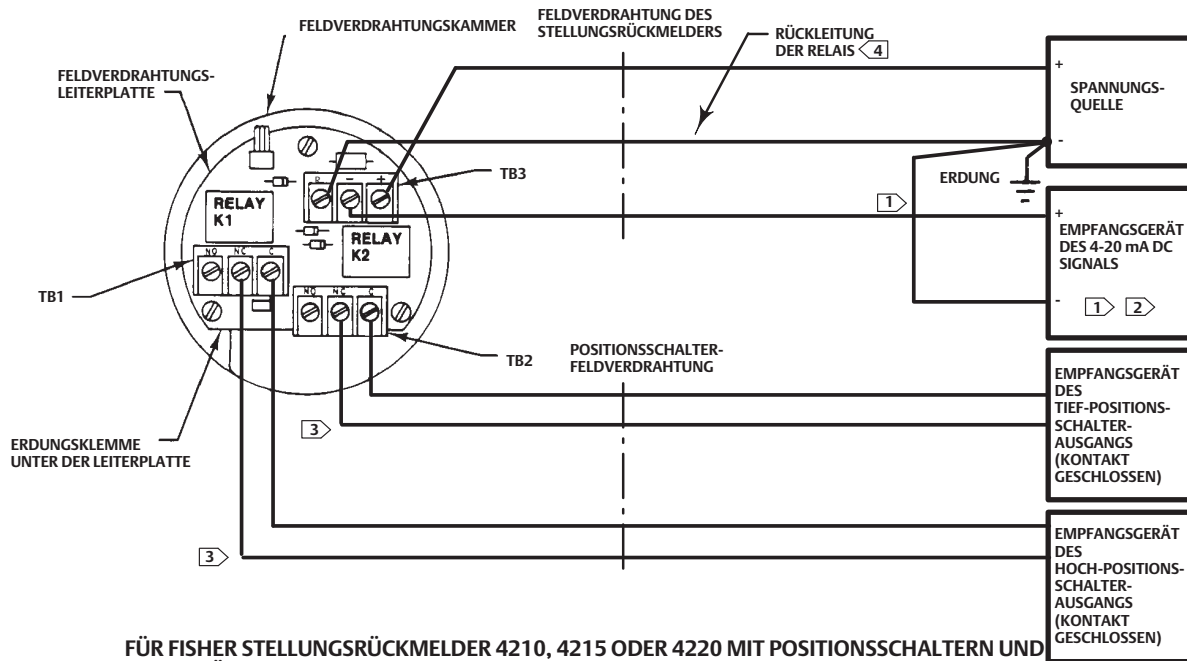 FELDVERDRAHTUNGSKAMMER
FELDVERDRAHTUNG DES
STELLUNGSRÜCKMELDERS
RÜCKLEITUNG
DER RELAIS 4
FELDVERDRAHTUNGS-
LEITERPLATTE
+
SPANNUNGS-
QUELLE
-
ERDUNG
TB3
R - +
RELAY
K1
RELAY
K2
1
+
EMPFANGSGERÄT
DES 4-20 mA DC
SIGNALS
-
1 2
NO NC C
TB1
NO NC C
TB2
POSITIONSSCHALTER-
FELDVERDRAHTUNG
EMPFANGSGERÄT
DES
TIEF-POSITIONS-
SCHALTER-
AUSGANGS
(KONTAKT
GESCHLOSSEN)
3
ERDUNGSKLEMME
UNTER DER LEITERPLATTE
3
EMPFANGSGERÄT
DES
HOCH-POSITIONS-
SCHALTER-
AUSGANGS
(KONTAKT
GESCHLOSSEN)
FÜR FISHER STELLUNGSRÜCKMELDER 4210, 4215 ODER 4220 MIT POSITIONSSCHALTERN UND